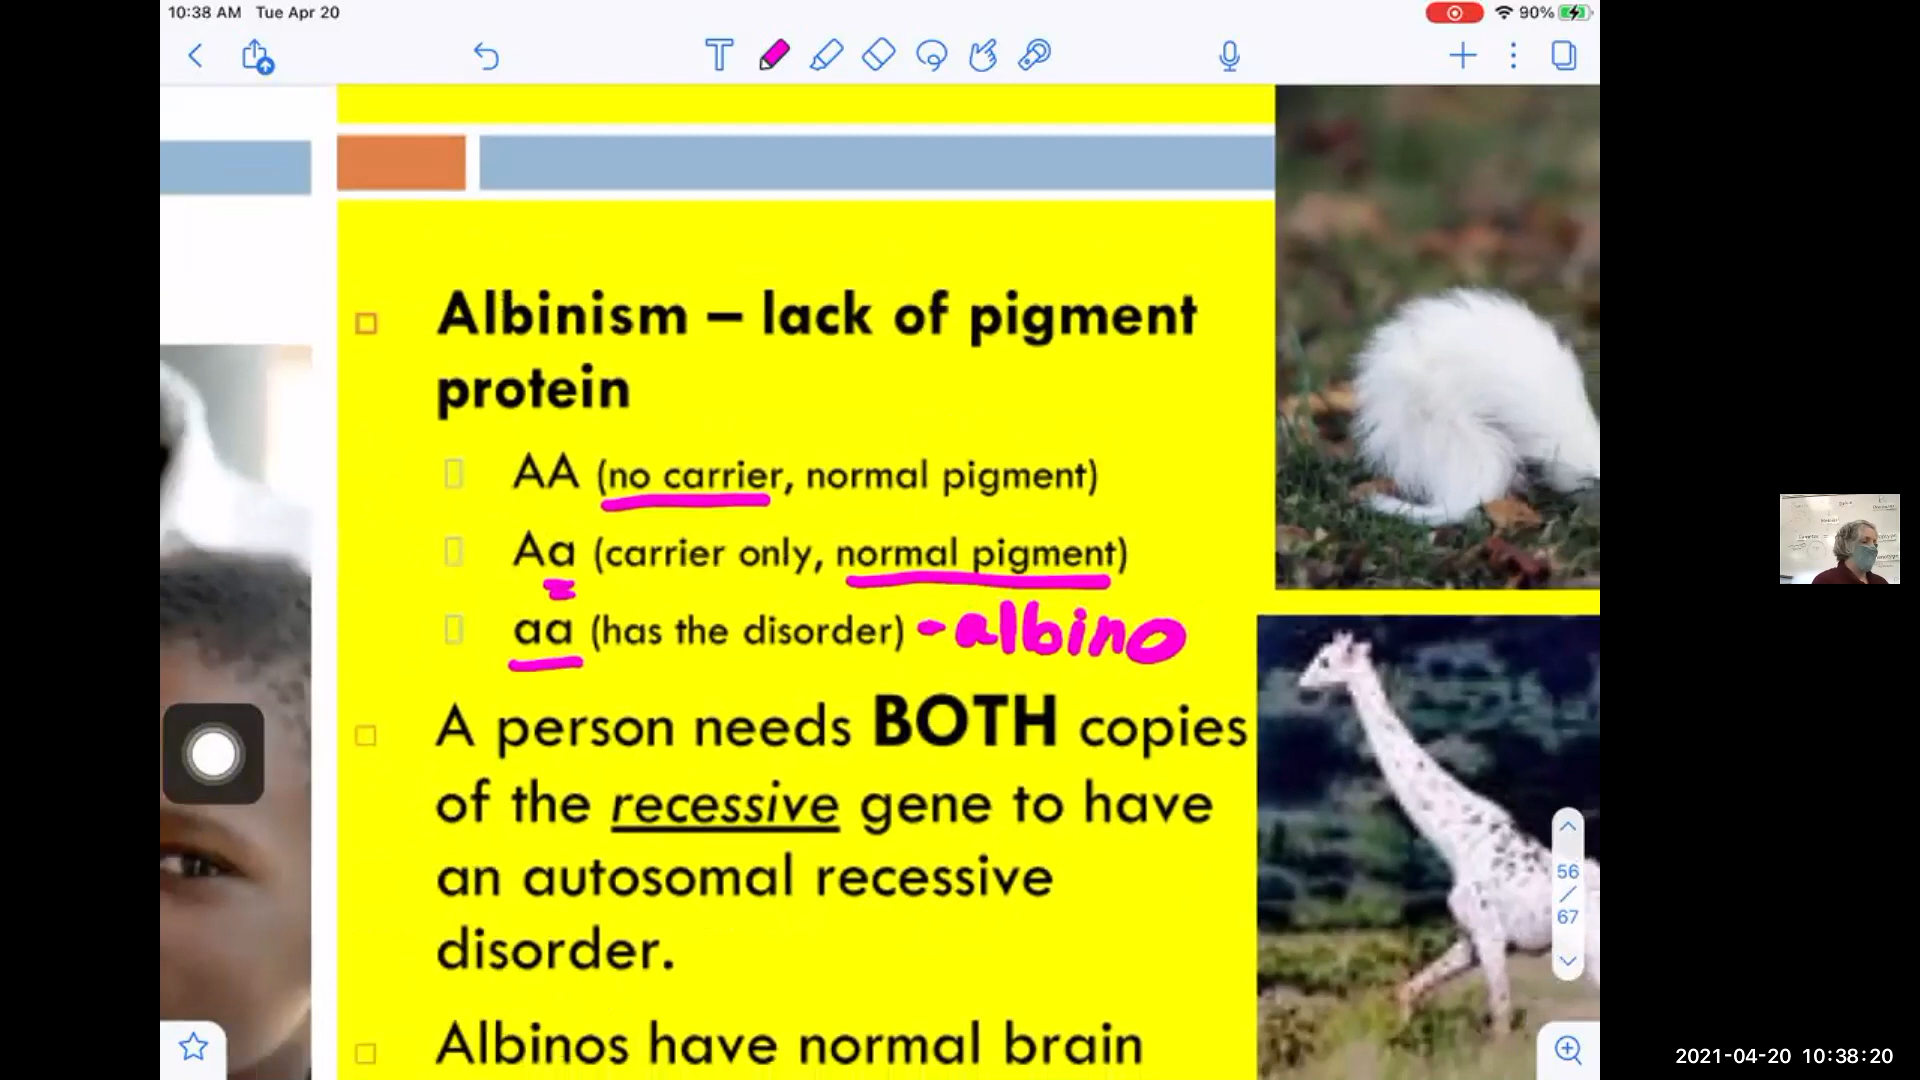 10:38 AM Tue Apr 20
90%
T
Albinism – lack of pigment
protein
AA (no carrier, normal pigment)
Aa (carrier only, normal pigment)
aa (has the disorder) -albino
A person needs BOTH copies
of the recessive gene to have
an autosomal recessive
disorder.
Albinos have normal brain
56
/
67
2021-04-20 10:38:20